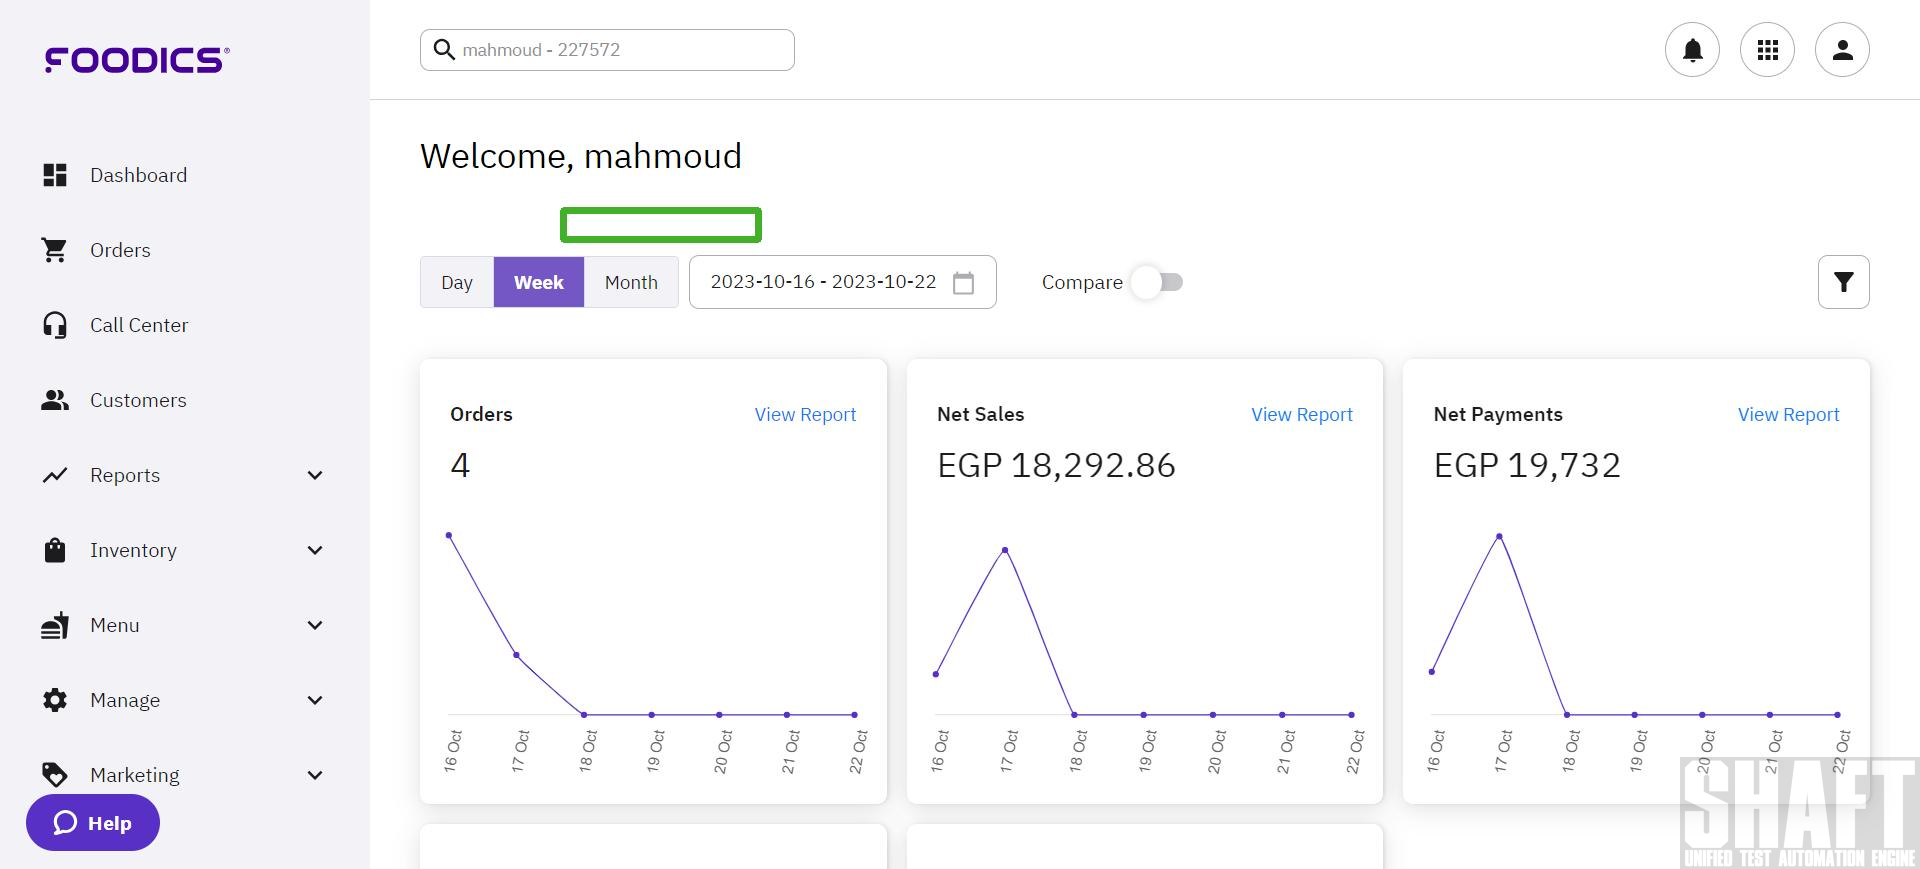 FOODICS®
mahmoud - 227572
Dashboard
Orders
Call Center
Customers
Reports
Inventory
Menu
Manage
Marketing
Help
Welcome, mahmoud
Day Week Month 2023-10-16 - 2023-10-22 Compare
Orders View Report
4
16 Oct 17 Oct 18 Oct 19 Oct 20 Oct 21 Oct 22 Oct
Net Sales View Report
EGP 18,292.86
16 Oct 17 Oct 18 Oct 19 Oct 20 Oct 21 Oct 22 Oct
Net Payments View Report
EGP 19,732
16 Oct 17 Oct 18 Oct 19 Oct 20 Oct 21 Oct 22 Oct
SHAFT
UNIFIED TEST AUTOMATION ENGINE